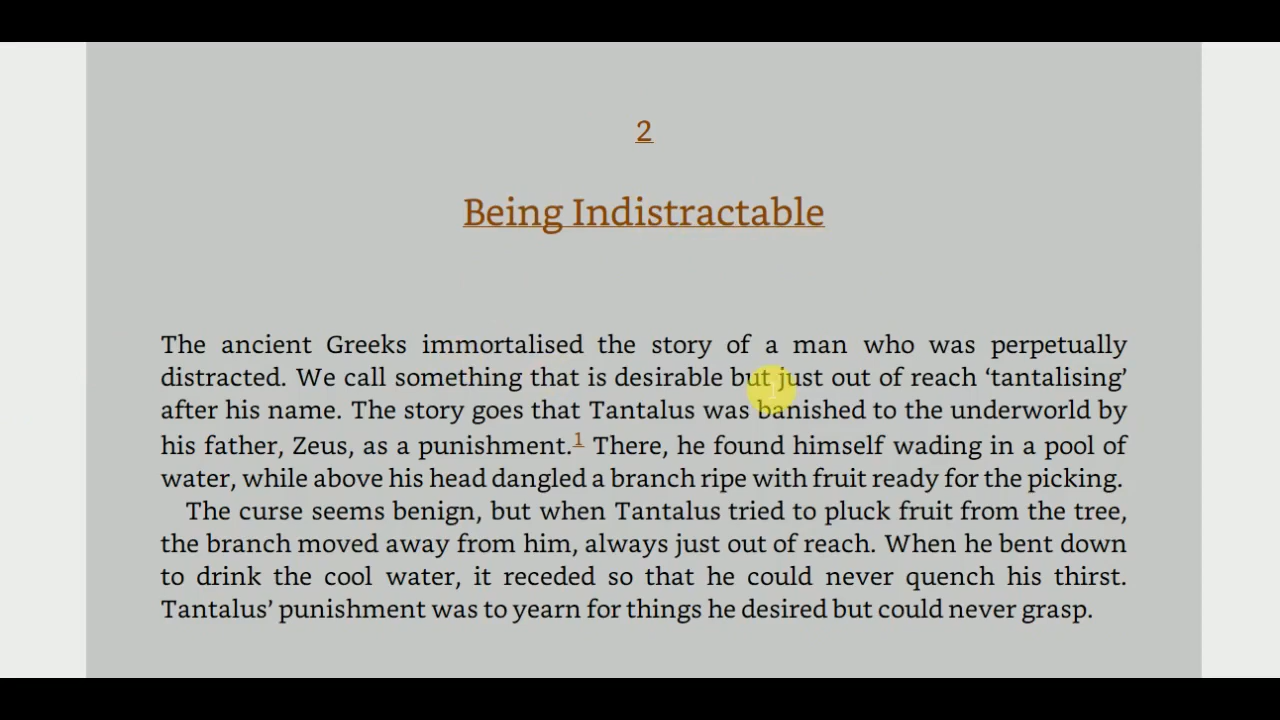 2
Being Indistractable
The ancient Greeks immortalised the story of a man who was perpetually
distracted. We call something that is desirable but just out of reach ‘tantalising’
after his name. The story goes that Tantalus was banished to the underworld by
his father, Zeus, as a punishment.1 There, he found himself wading in a pool of
water, while above his head dangled a branch ripe with fruit ready for the picking.
The curse seems benign, but when Tantalus tried to pluck fruit from the tree,
the branch moved away from him, always just out of reach. When he bent down
to drink the cool water, it receded so that he could never quench his thirst.
Tantalus’ punishment was to yearn for things he desired but could never grasp.